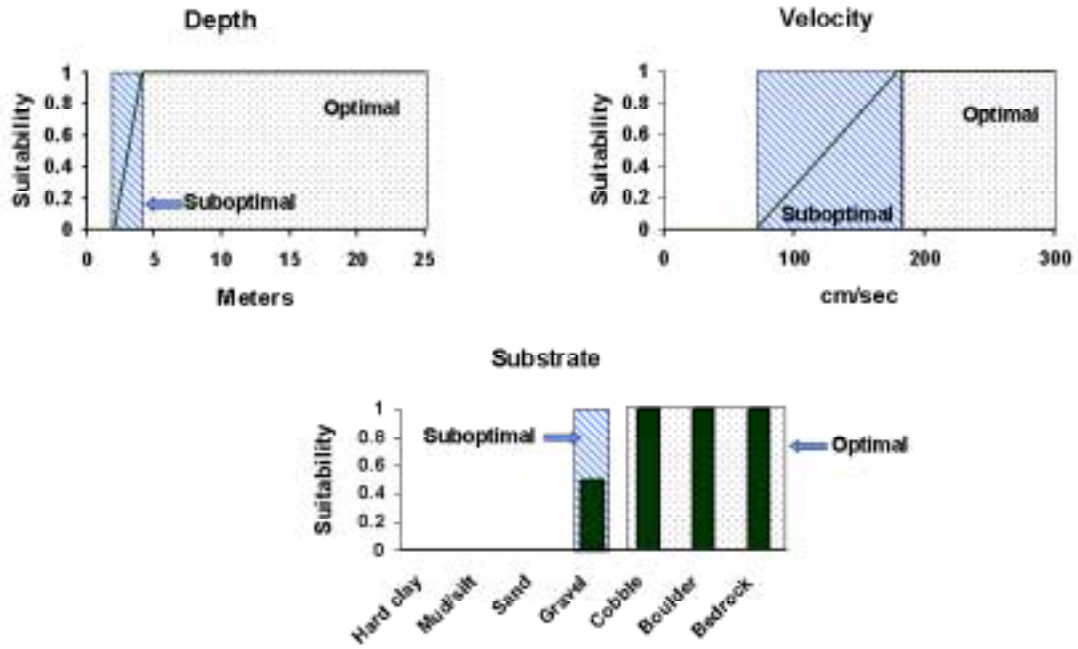 Depth
Suitability
1
0.8
0.6
0.4
0.2
0
Optimal
Suboptimal
0 5 10 15 20 25
Meters
Velocity
Suitability
1
0.8
0.6
0.4
0.2
0
Optimal
Suboptimal
0 100 200 300
cm/sec
Substrate
Suitability
1
0.8
0.6
0.4
0.2
0
Suboptimal
Optimal
Hard clay
Mud/silt
Sand
Gravel
Cobble
Boulder
Bedrock